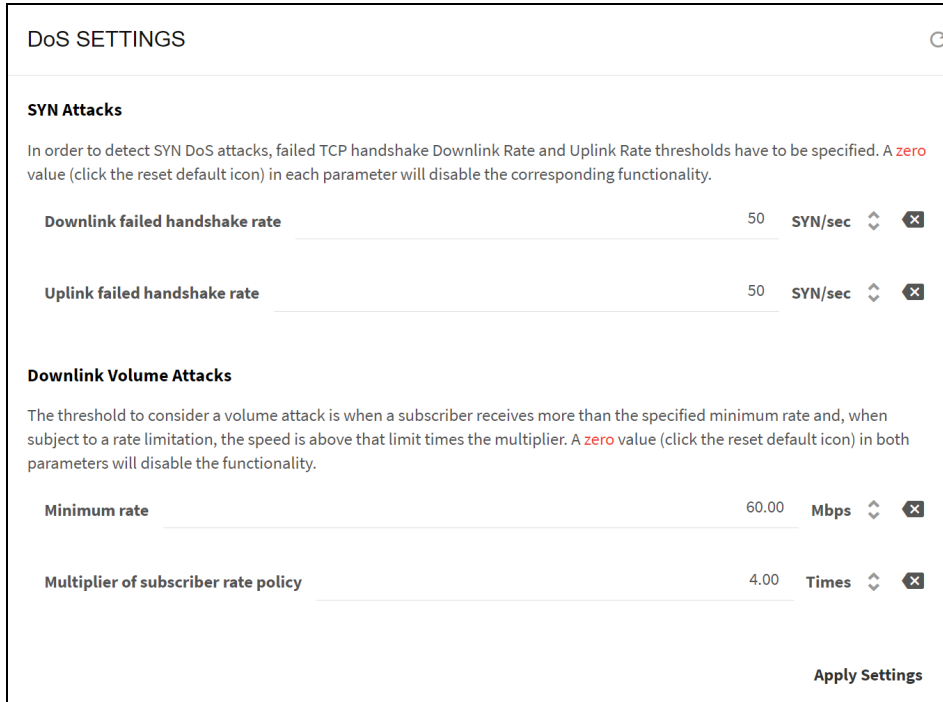 DoS SETTINGS
SYN Attacks
In order to detect SYN DoS attacks, failed TCP handshake Downlink Rate and Uplink Rate thresholds have to be specified. A zero
value (click the reset default icon) in each parameter will disable the corresponding functionality.
Downlink failed handshake rate 50 SYN/sec
Uplink failed handshake rate 50 SYN/sec
Downlink Volume Attacks
The threshold to consider a volume attack is when a subscriber receives more than the specified minimum rate and, when
subject to a rate limitation, the speed is above that limit times the multiplier. A zero value (click the reset default icon) in both
parameters will disable the functionality.
Minimum rate 60.00 Mbps
Multiplier of subscriber rate policy 4.00 Times
Apply Settings